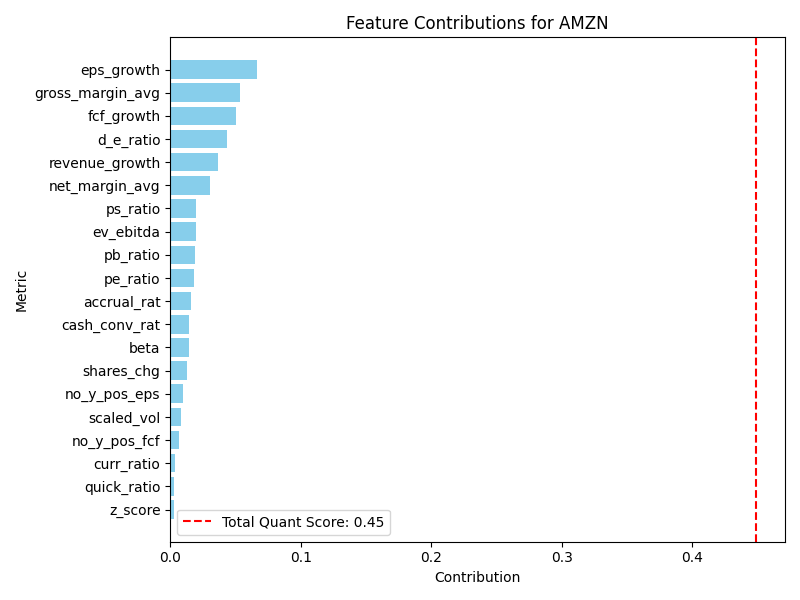 Feature Contributions for AMZN
Metric
eps_growth
gross_margin_avg
fcf_growth
d_e_ratio
revenue_growth
net_margin_avg
ps_ratio
ev_ebitda
pb_ratio
pe_ratio
accrual_rat
cash_conv_rat
beta
shares_chg
no_y_pos_eps
scaled_vol
no_y_pos_fcf
curr_ratio
quick_ratio
z_score
Total Quant Score: 0.45
0.0 0.1 0.2 0.3 0.4
Contribution